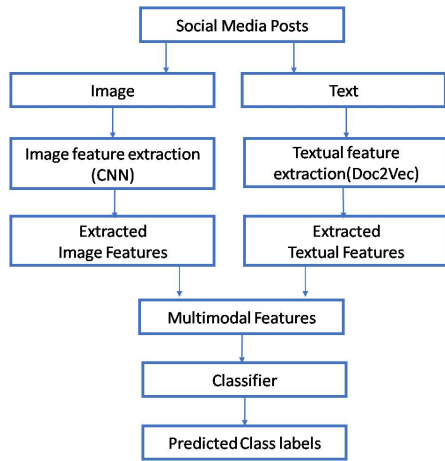 Social Media Posts
Image
Text
Image feature extraction
(CNN)
Textual feature
extraction(Doc2Vec)
Extracted
Image Features
Extracted
Textual Features
Multimodal Features
Classifier
Predicted Class labels